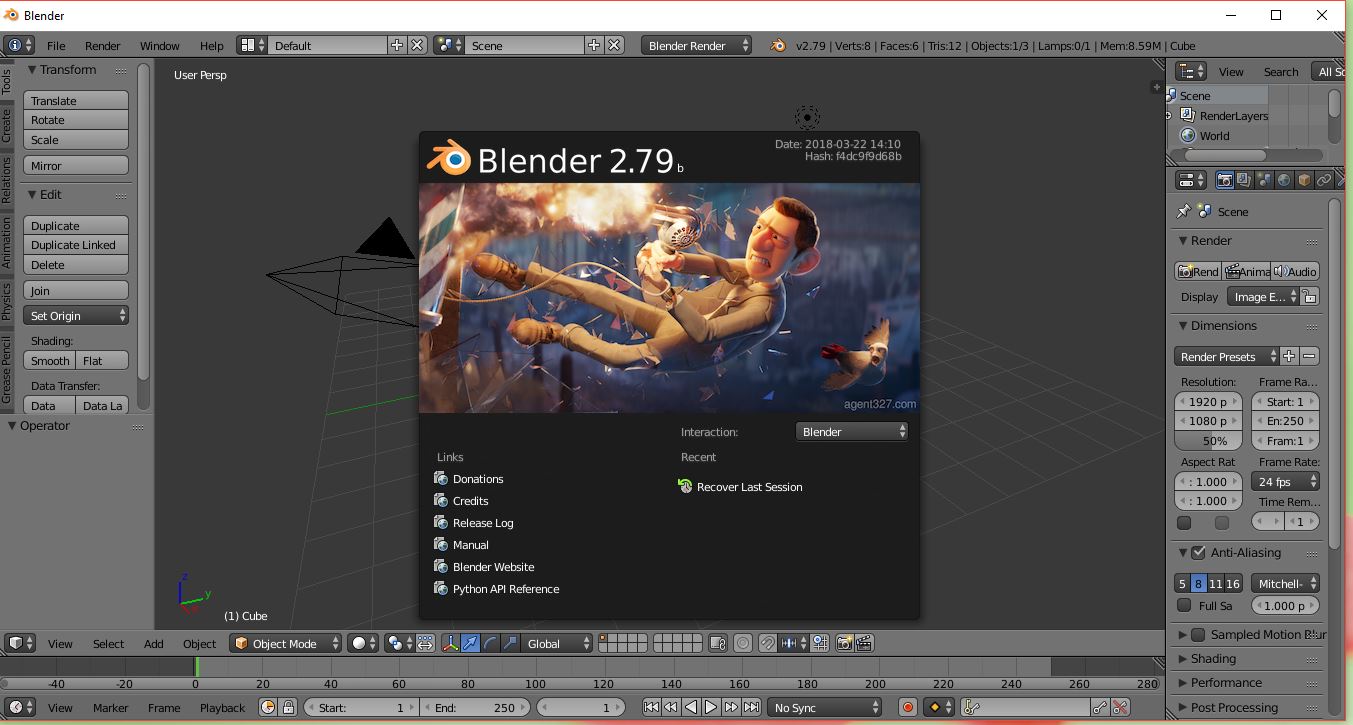 Blender
File Render Window Help Default Scene Blender Render v2.79 | Verts:8 | Faces:6 | Tris:12 | Objects:1/3 | Lamps:0/1 | Mem:8.59M | Cube
Tools
Create
Relations
Animation
Physics
Grease Pencil
Transform
Translate
Rotate
Scale
Mirror
Edit
Duplicate
Duplicate Linked
Delete
Join
Set Origin
Shading:
Smooth Flat
Data Transfer:
Data Data La
Operator
User Persp
Blender 2.79 b
Date: 2018-03-22 14:10
Hash: f4dc9f9d68b
agent327.com
Interaction: Blender
Links
Donations
Credits
Release Log
Manual
Blender Website
Python API Reference
Recent
Recover Last Session
z
y
(1) Cube
View Search All Sc
Scene
RenderLayers
World
Scene
Render
Rend Anima Audio
Display Image E...
Dimensions
Render Presets
Resolution: Frame Ra...
1920 p Start: 1
1080 p En:250
50% Fram:1
Aspect Rat Frame Rate:
: 1.000 24 fps
: 1.000 Time Rem...
1
Anti-Aliasing
5 8 11 16 Mitchell-
Full Sa 1.000 p
Sampled Motion Blur
Shading
Performance
Post Processing
View Select Add Object Object Mode Global
-40 -20 0 20 40 60 80 100 120 140 160 180 200 220 240 260 280
View Marker Frame Playback Start: 1 End: 250 1 No Sync